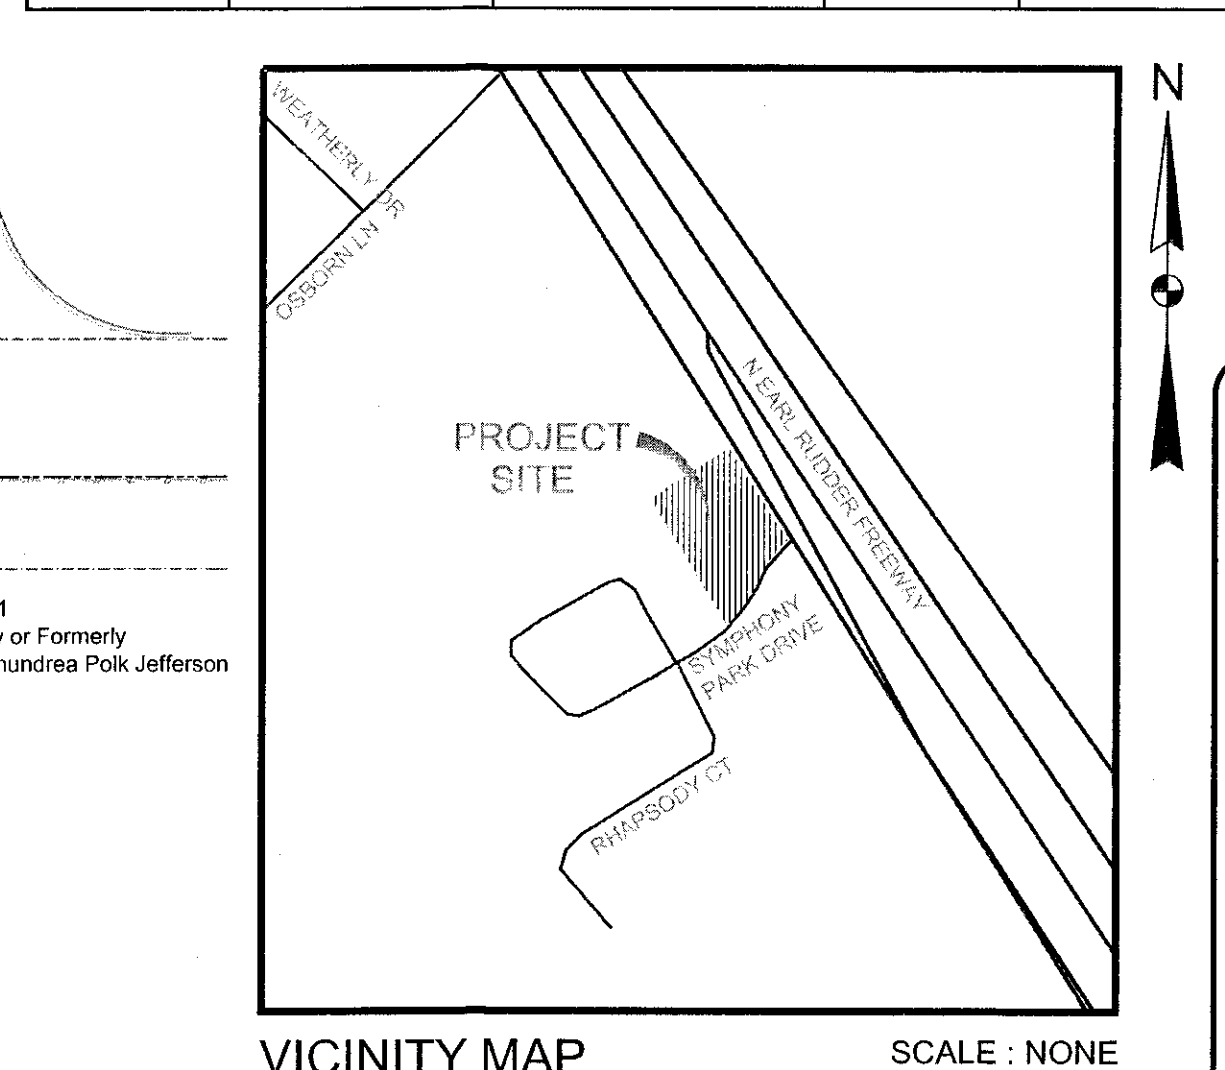 N
WEATHERLY DR
OSBORN LN
N EARL RUDDER FREEWAY
PROJECT
SITE
SYMPHONY
PARK DRIVE
RHAPSODY CT
1
or Formerly
Polk Jefferson
VICINITY MAP
SCALE : NONE